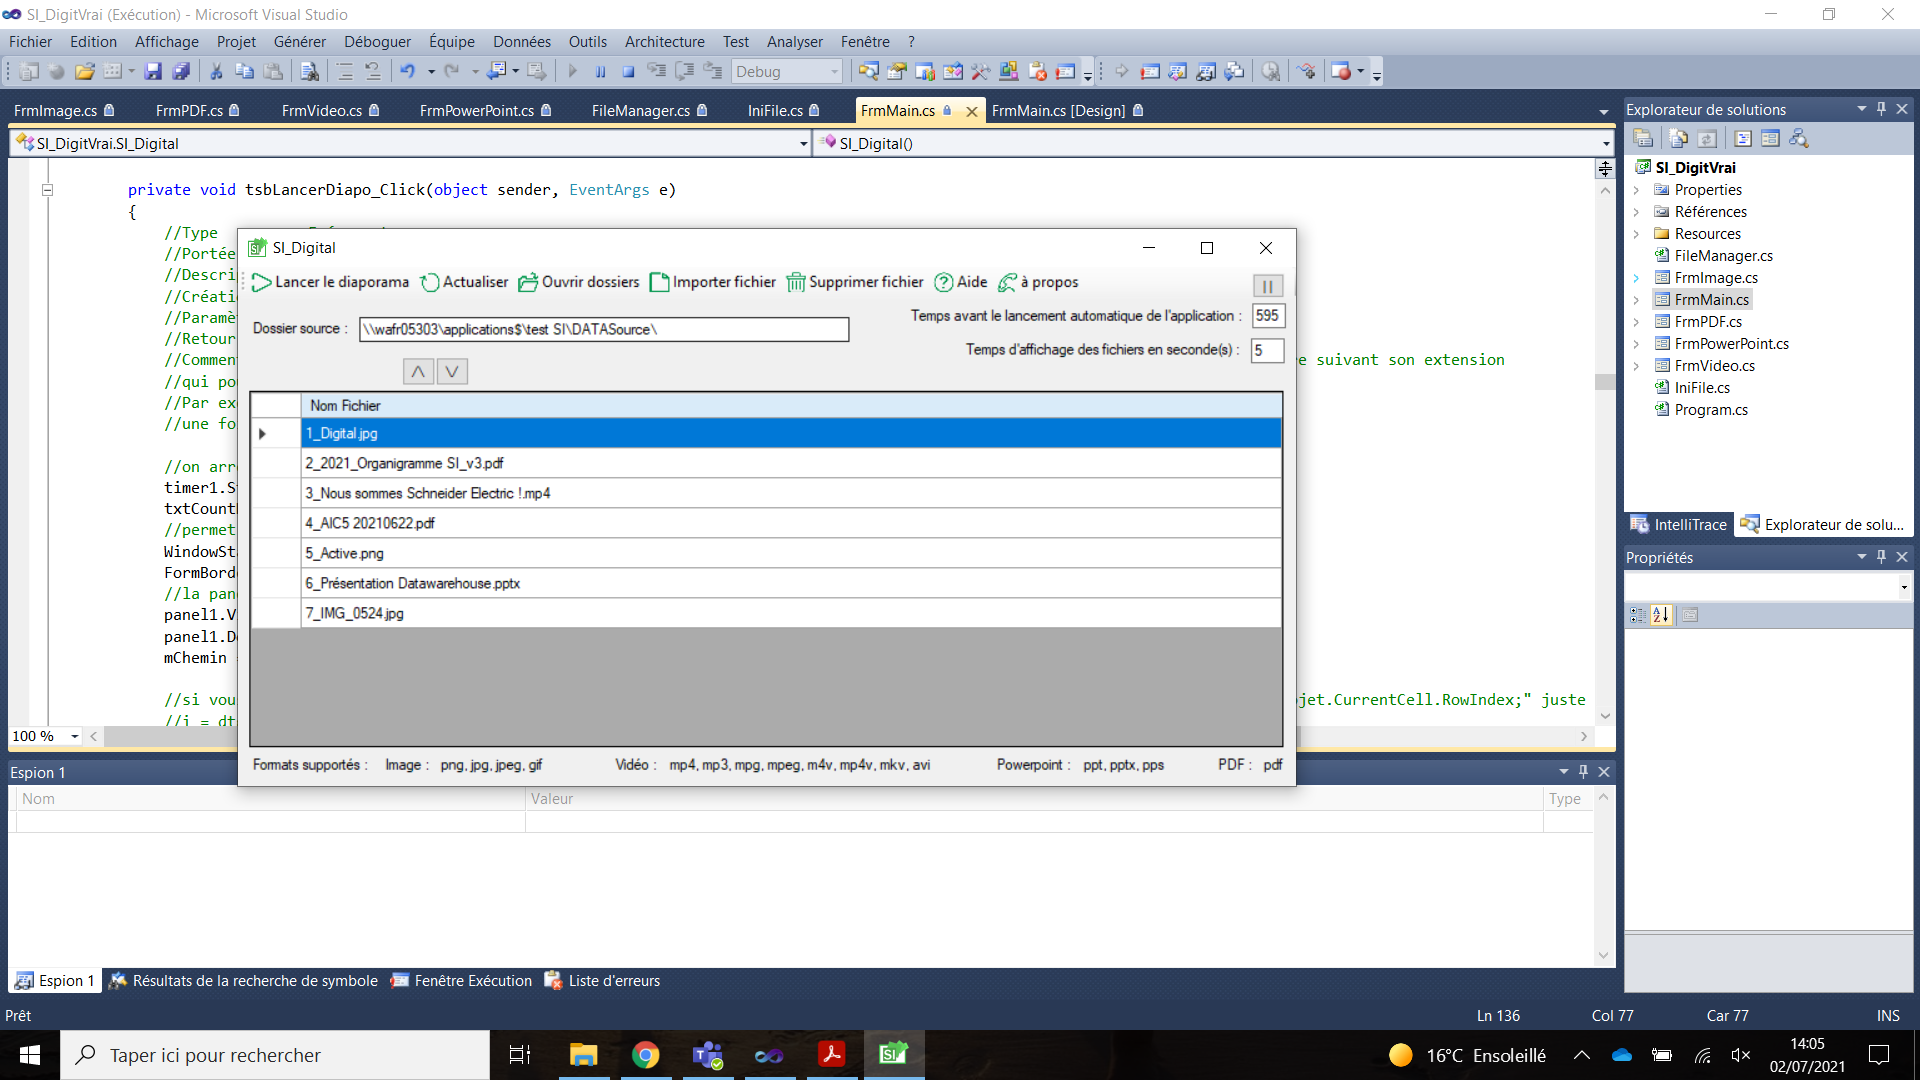 SI_DigitVrai (Exécution) - Microsoft Visual Studio
Fichier Edition Affichage Projet Générer Déboguer Équipe Données Outils Architecture Test Analyser Fenêtre ?
Debug
FrmImage.cs FrmPDF.cs FrmVideo.cs FrmPowerPoint.cs FileManager.cs IniFile.cs FrmMain.cs FrmMain.cs [Design]
SI_DigitVrai.SI_Digital SI_Digital()
private void tsbLancerDiapo_Click(object sender, EventArgs e)
{
//Type
//Portée
//Descri
//Créati
//Paramè
//Retour
//Comment re suivant son extension
//qui po
//Par ex
//une fo
//on arr
timer1.S
txtCount
//permet
WindowSt
FormBord
//la pan
panel1.V
panel1.D
mChemin
//si vou jet.CurrentCell.RowIndex;" juste
//i = dt
100 %
SI_Digital
Lancer le diaporama Actualiser Ouvrir dossiers Importer fichier Supprimer fichier Aide à propos
Temps avant le lancement automatique de l'application : 595
Dossier source : \\wafr05303\applications$\test SI\DATASource\
Temps d'affichage des fichiers en seconde(s) : 5
Nom Fichier
1_Digital.jpg
2_2021_Organigramme SI_v3.pdf
3_Nous sommes Schneider Electric !.mp4
4_AIC5 20210622.pdf
5_Active.png
6_Présentation Datawarehouse.pptx
7_IMG_0524.jpg
Formats supportés : Image : png, jpg, jpeg, gif Vidéo : mp4, mp3, mpg, mpeg, m4v, mp4v, mkv, avi Powerpoint : ppt, pptx, pps PDF : pdf
Explorateur de solutions
SI_DigitVrai
Properties
Références
Resources
FileManager.cs
FrmImage.cs
FrmMain.cs
FrmPDF.cs
FrmPowerPoint.cs
FrmVideo.cs
IniFile.cs
Program.cs
IntelliTrace Explorateur de solu...
Propriétés
Espion 1
Nom Valeur Type
Espion 1 Résultats de la recherche de symbole Fenêtre Exécution Liste d'erreurs
Prêt Ln 136 Col 77 Car 77 INS
Taper ici pour rechercher
16°C Ensoleillé
14:05
02/07/2021